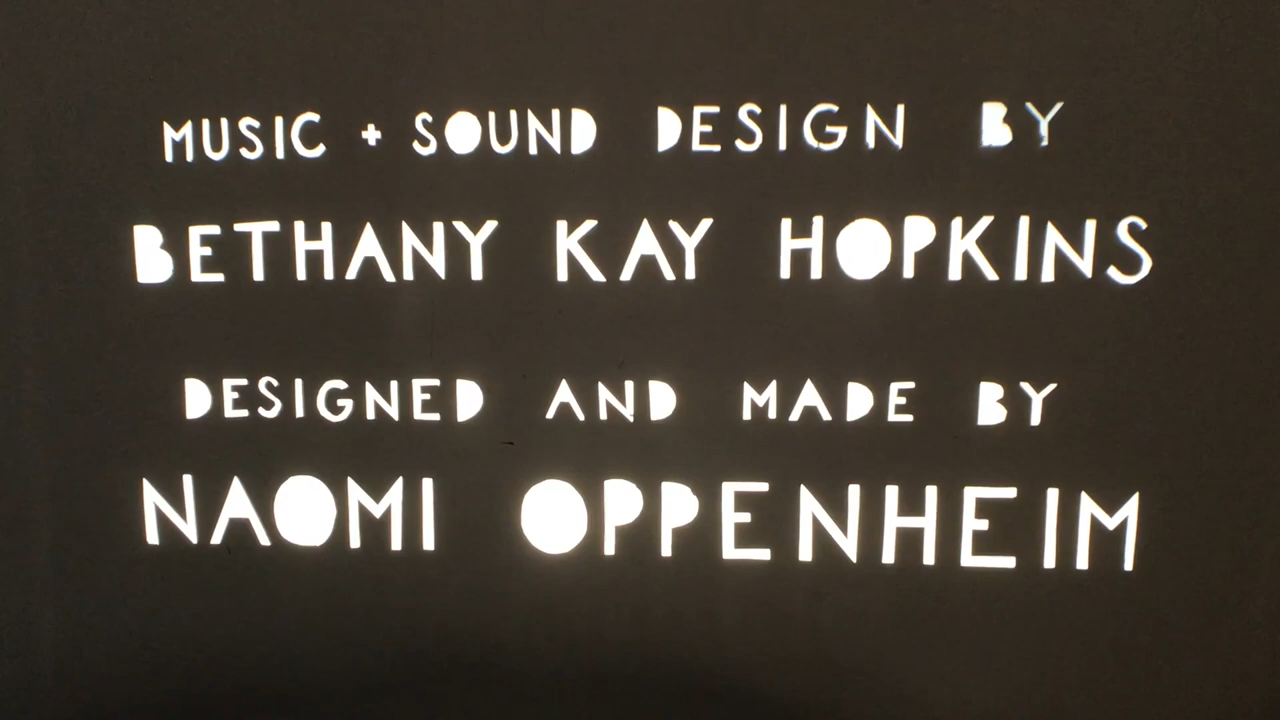 MUSIC + SOUND DESIGN BY
BETHANY KAY HOPKINS
DESIGNED AND MADE BY
NAOMI OPPENHEIM